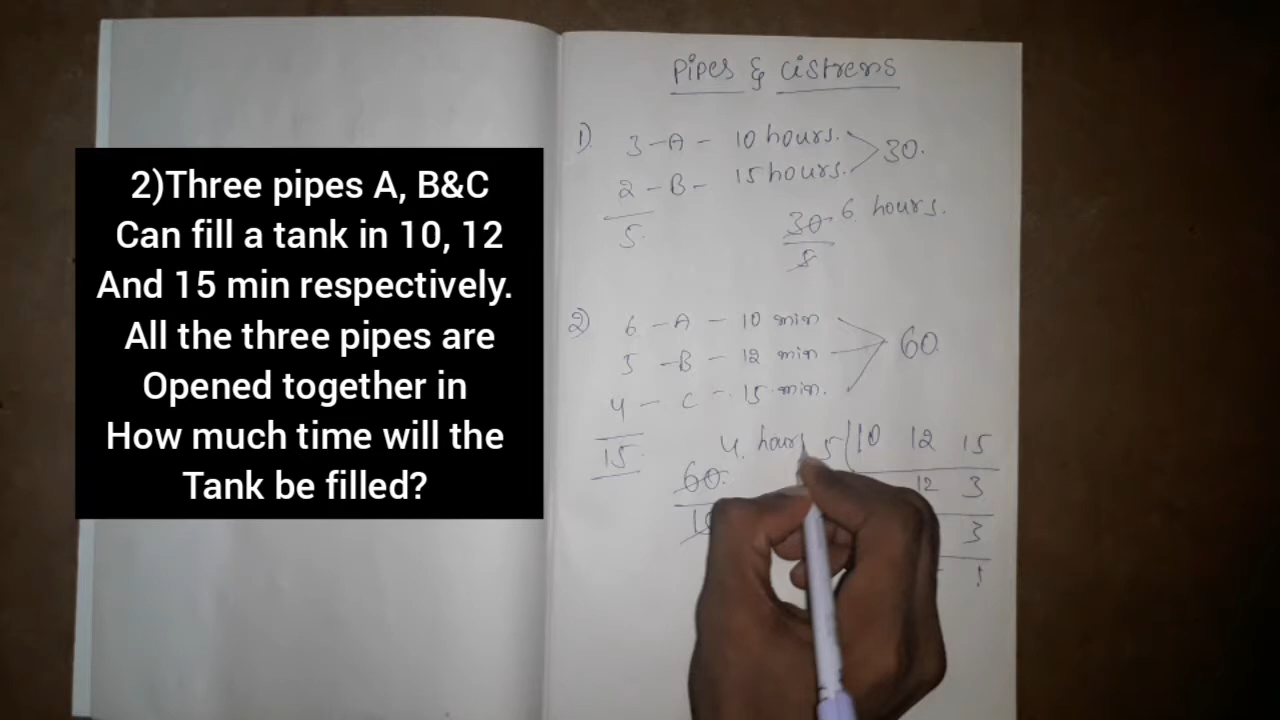 2)Three pipes A, B&C
Can fill a tank in 10, 12
And 15 min respectively.
All the three pipes are
Opened together in
How much time will the
Tank be filled?
Pipes & Cistrens
1) 3 - A - 10 hours.
30.
2 - B - 15 hours.
5.
30 6 hours.
5
2) 6 - A - 10 min
5 - B - 12 min 60
4 - C - 15 min.
15
4 hours 5 10 12 15
60
12 3
3
1